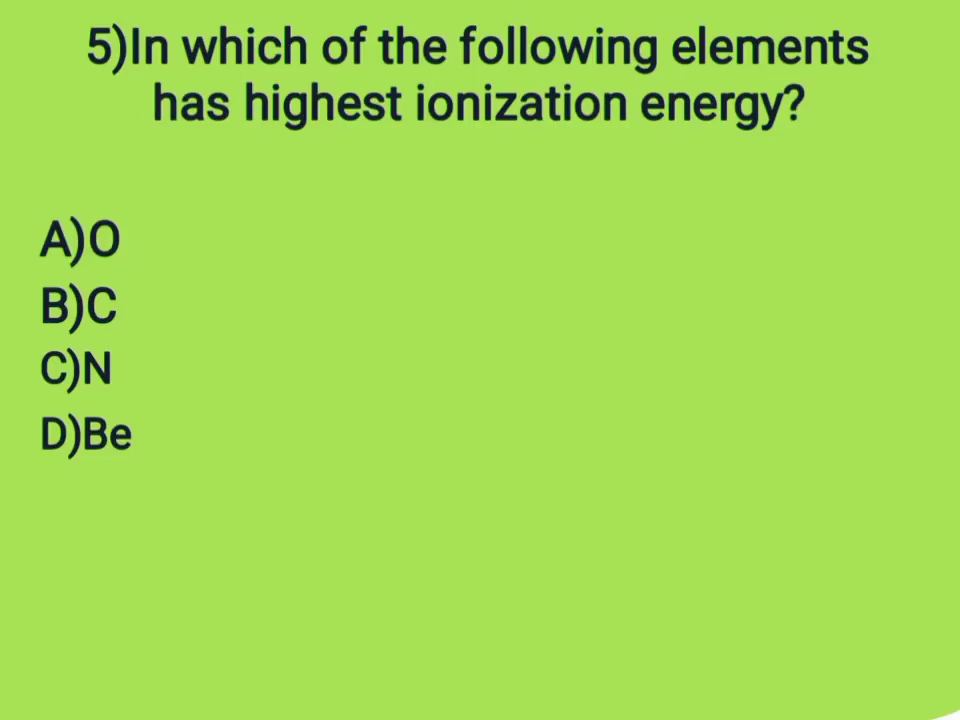 5)In which of the following elements
has highest ionization energy?
A)O
B)C
C)N
D)Be